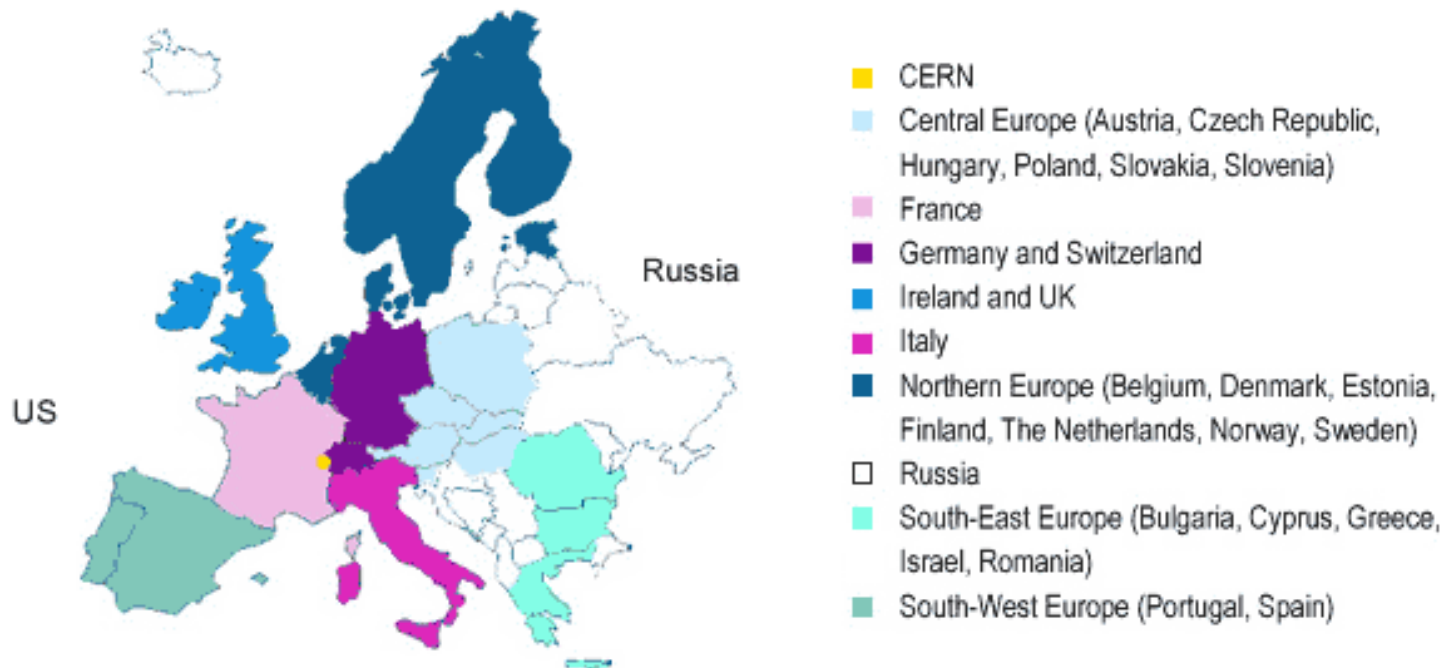 US
Russia
CERN
Central Europe (Austria, Czech Republic,
Hungary, Poland, Slovakia, Slovenia)
France
Germany and Switzerland
Ireland and UK
Italy
Northern Europe (Belgium, Denmark, Estonia,
Finland, The Netherlands, Norway, Sweden)
Russia
South-East Europe (Bulgaria, Cyprus, Greece,
Israel, Romania)
South-West Europe (Portugal, Spain)